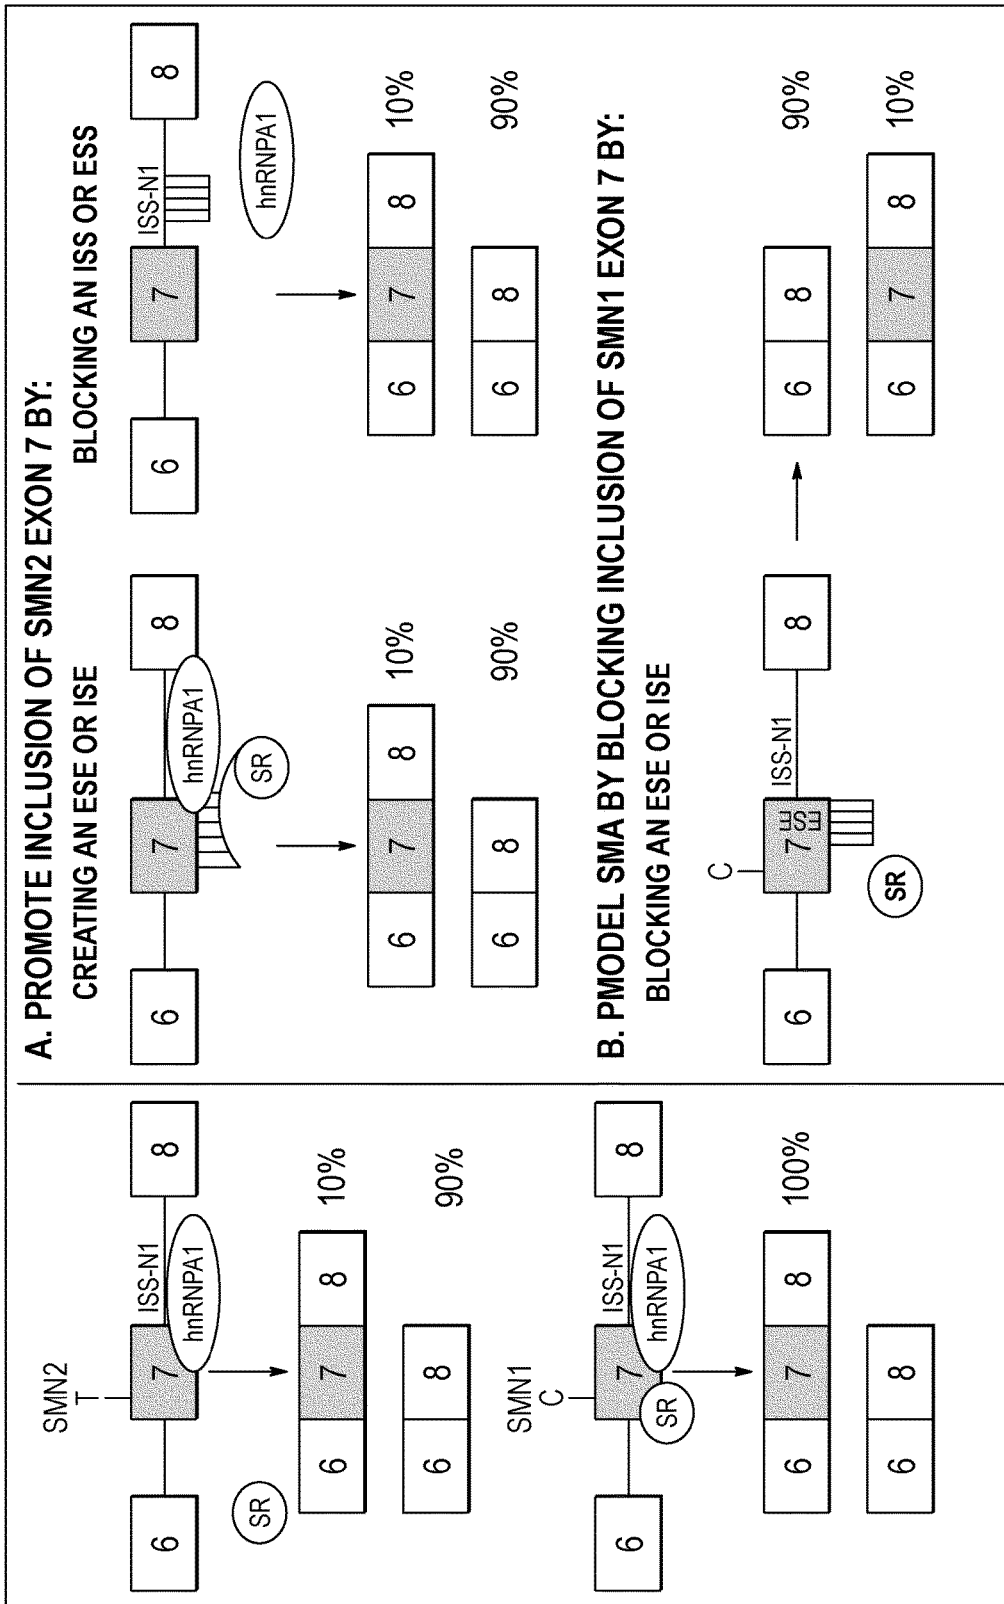 SMN2
T
6
7
ISS-N1
8
hnRNPA1
SR
6 7 8 10%
6 8 90%
SMN1
C
6
7
ISS-N1
8
SR
hnRNPA1
6 7 8 100%
6 8
A. PROMOTE INCLUSION OF SMN2 EXON 7 BY:
CREATING AN ESE OR ISE
6
7
8
hnRNPA1
SR
6 7 8 10%
6 8 90%
BLOCKING AN ISS OR ESS
6
7
ISS-N1
8
hnRNPA1
6 7 8 10%
6 8 90%
B. PMODEL SMA BY BLOCKING INCLUSION OF SMN1 EXON 7 BY:
BLOCKING AN ESE OR ISE
C
6
7
ESE
ISS-N1
8
SR
6 8 90%
6 7 8 10%